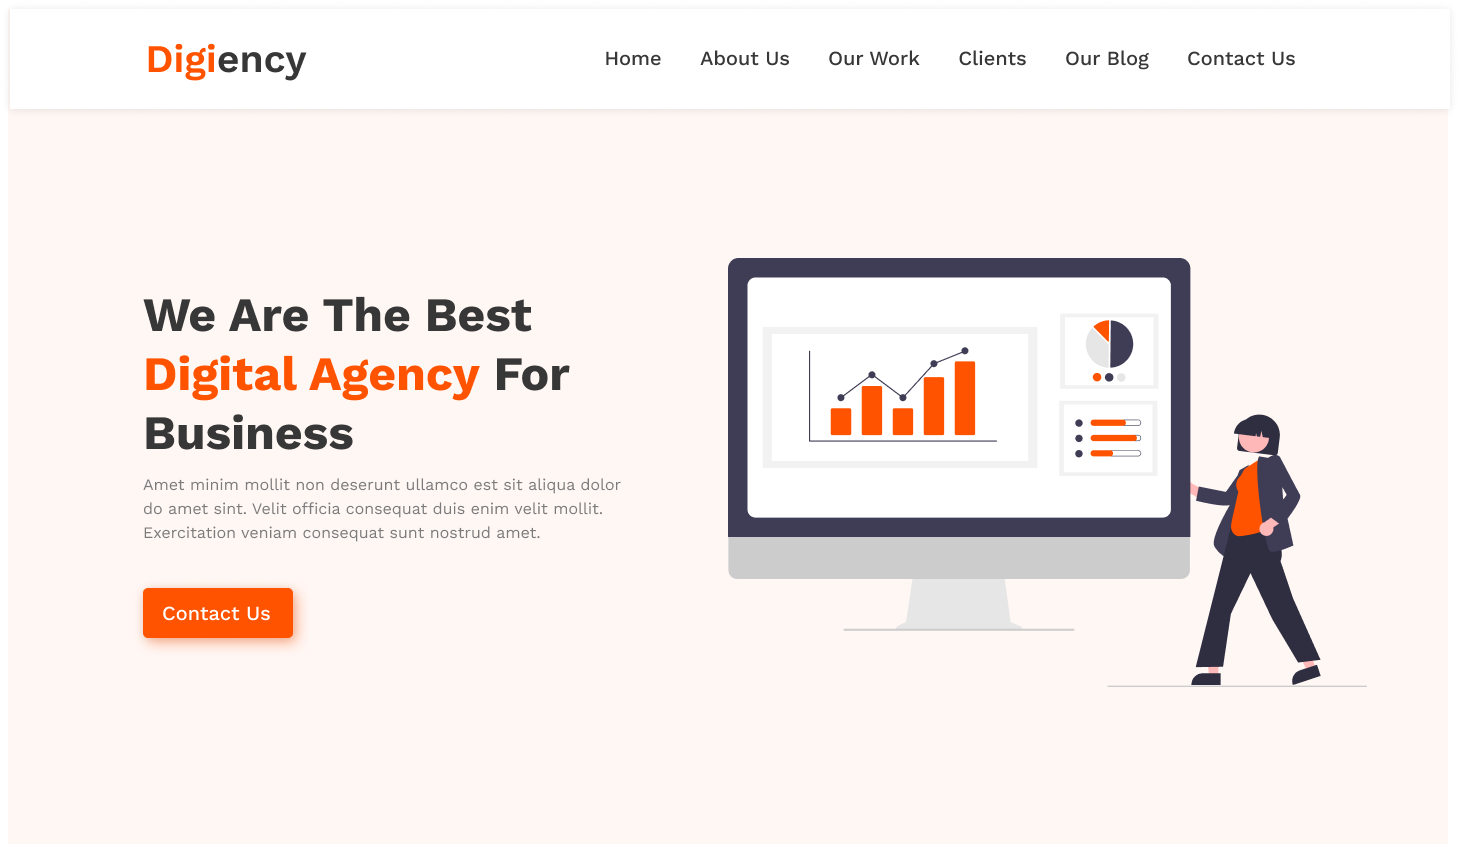 Digiency
Home About Us Our Work Clients Our Blog Contact Us
We Are The Best
Digital Agency For
Business
Amet minim mollit non deserunt ullamco est sit aliqua dolor
do amet sint. Velit officia consequat duis enim velit mollit.
Exercitation veniam consequat sunt nostrud amet.
Contact Us